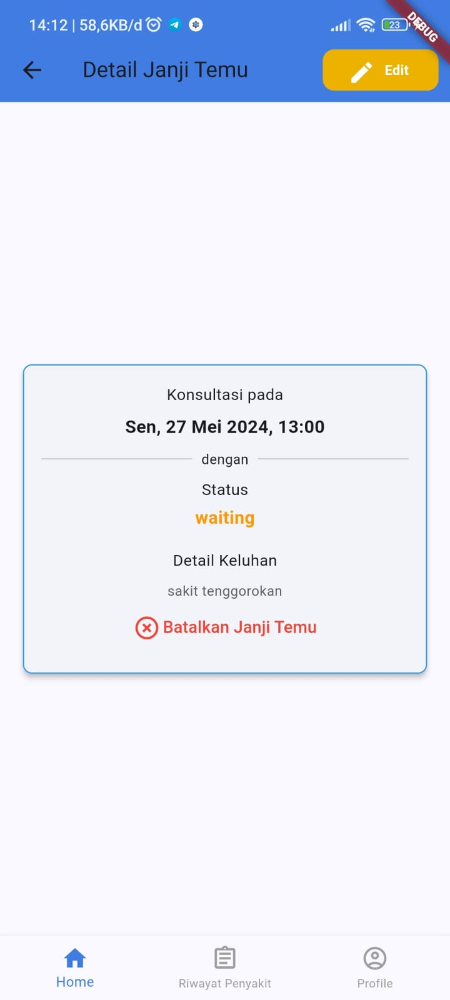 14:12 | 58,6KB/d
23
DEBUG
Detail Janji Temu
Edit
Konsultasi pada
Sen, 27 Mei 2024, 13:00
dengan
Status
waiting
Detail Keluhan
sakit tenggorokan
Batalkan Janji Temu
Home
Riwayat Penyakit
Profile